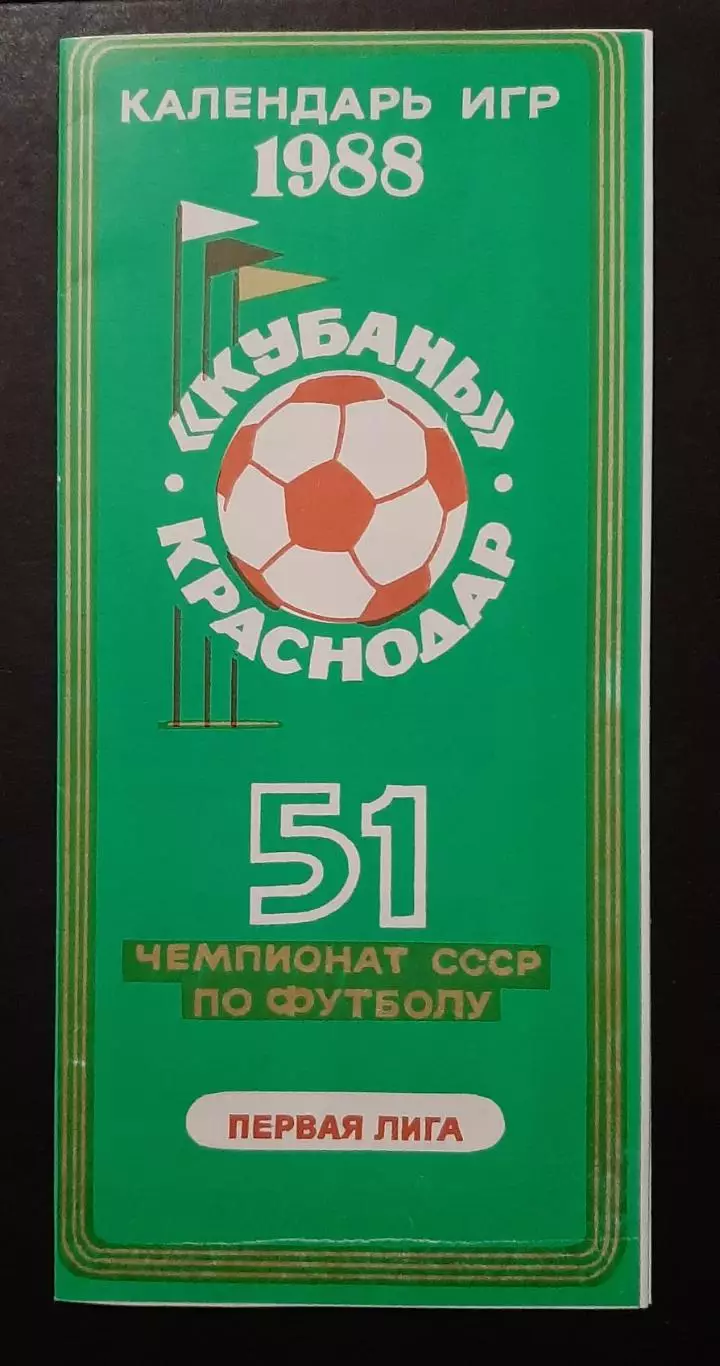 КАЛЕНДАРЬ ИГР
1988
«КУБАНЬ»
КРАСНОДАР
51
ЧЕМПИОНАТ СССР
ПО ФУТБОЛУ
ПЕРВАЯ ЛИГА